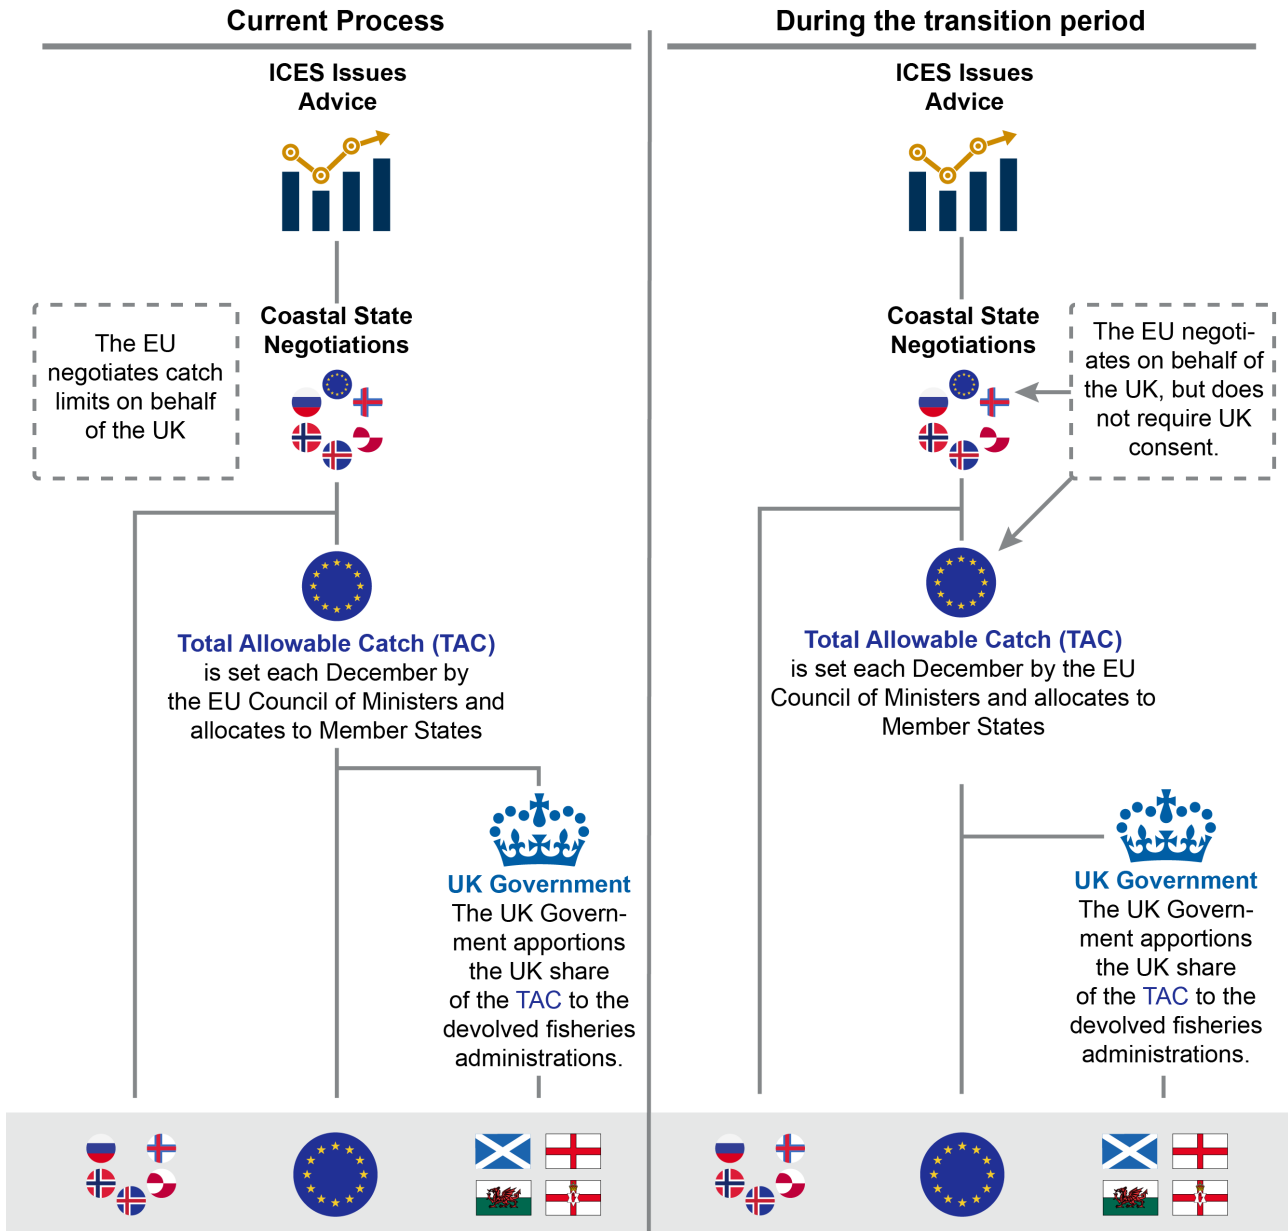 Current Process
ICES Issues
Advice
The EU
negotiates catch
limits on behalf
of the UK
Coastal State
Negotiations
Total Allowable Catch (TAC)
is set each December by
the EU Council of Ministers and
allocates to Member States
UK Government
The UK Govern-
ment apportions
the UK share
of the TAC to the
devolved fisheries
administrations.
During the transition period
ICES Issues
Advice
Coastal State
Negotiations
The EU negoti-
ates on behalf of
the UK, but does
not require UK
consent.
Total Allowable Catch (TAC)
is set each December by the EU
Council of Ministers and allocates to
Member States
UK Government
The UK Govern-
ment apportions
the UK share
of the TAC to the
devolved fisheries
administrations.